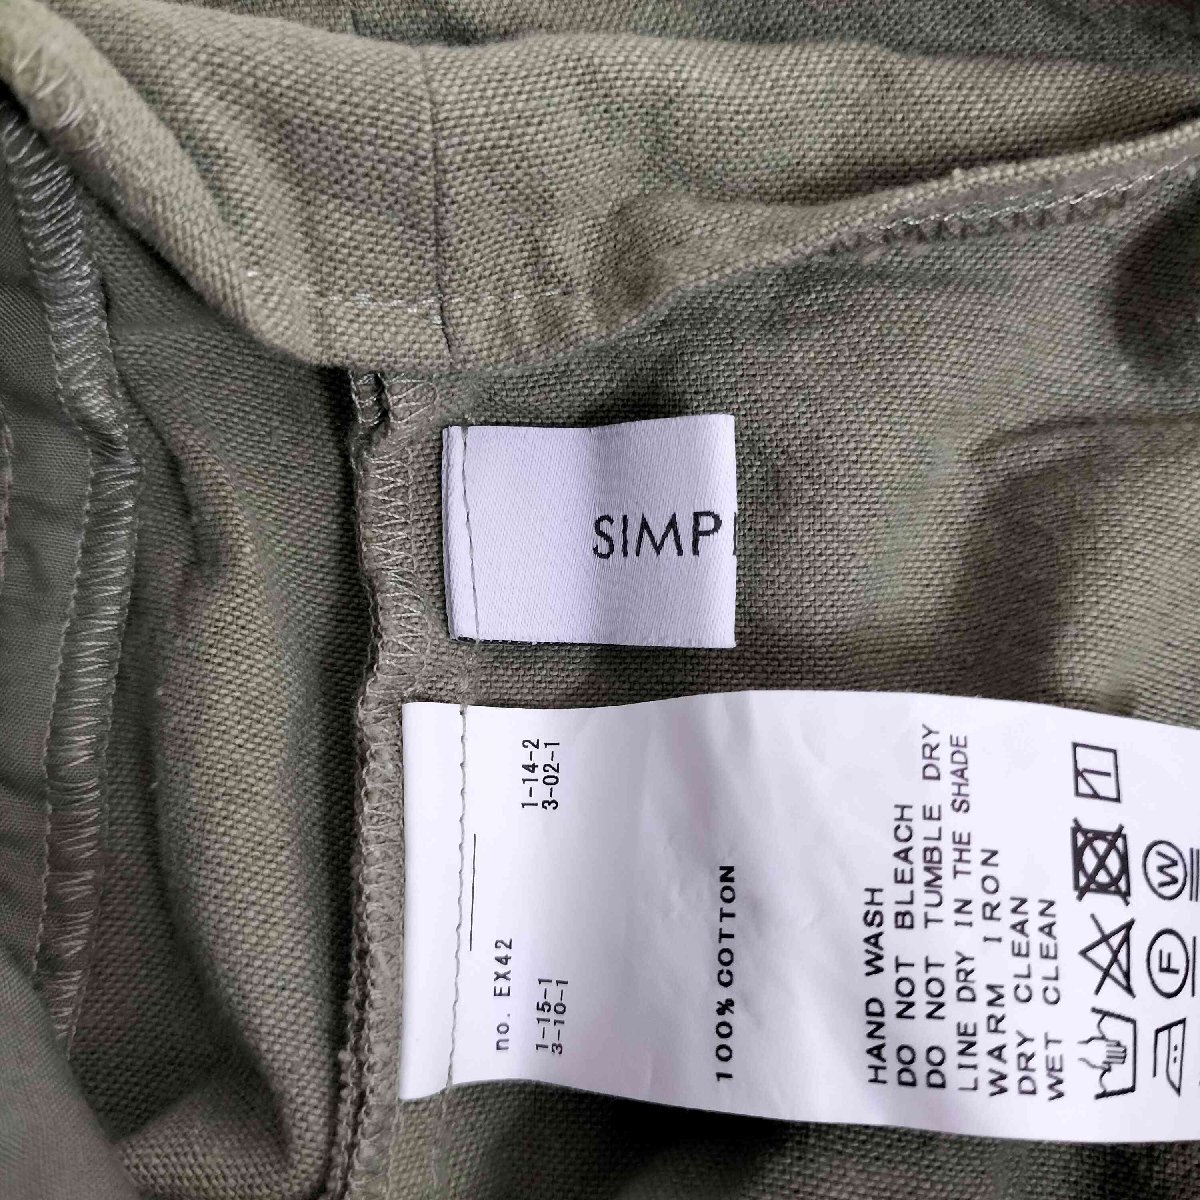 SIMP
no. EX42
1-15-1
3-10-1
1-14-2
3-02-1
100% COTTON
HAND WASH
DO NOT BLEACH
DO NOT TUMBLE DRY
LINE DRY IN THE SHADE
WARM IRON
DRY CLEAN
WET CLEAN
F
W